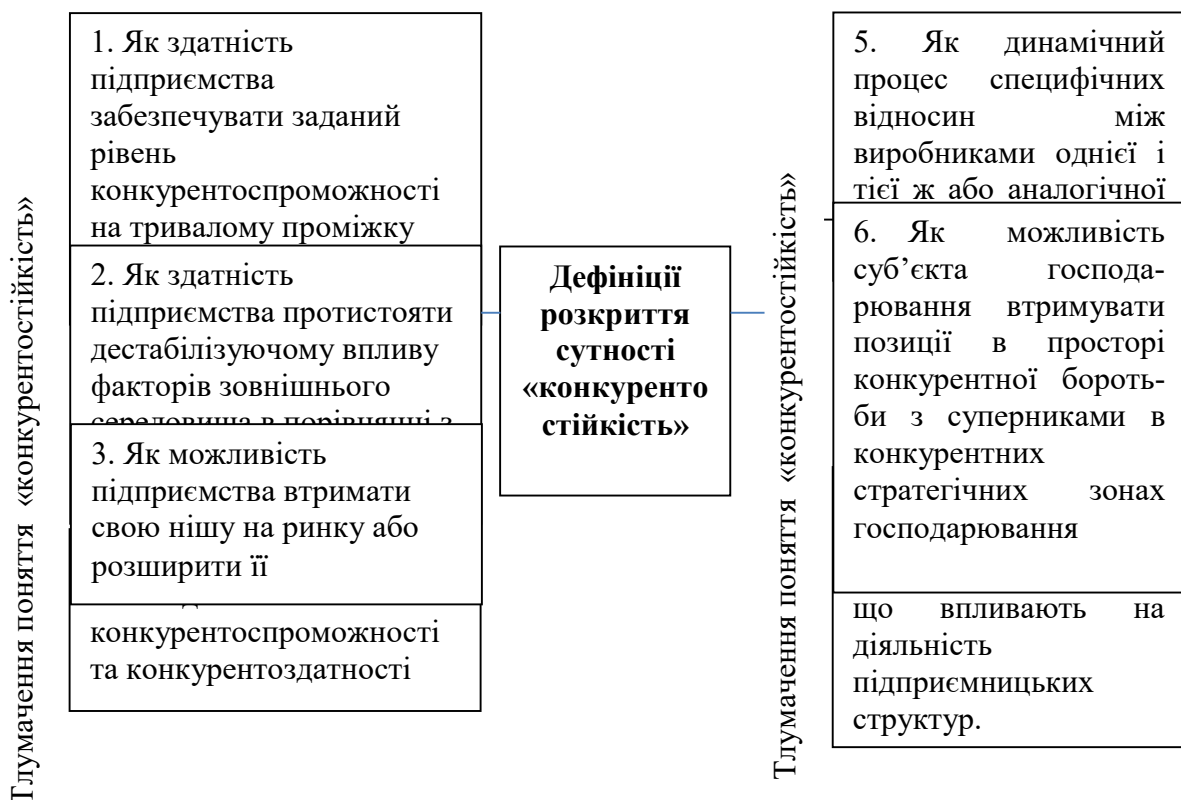 Тлумачення поняття «конкурентостійкість»
1. Як здатність
підприємства
забезпечувати заданий
рівень
конкурентоспроможності
на тривалому проміжку
2. Як здатність
підприємства протистояти
дестабілізуючому впливу
факторів зовнішнього
середовища в порівнянні з
3. Як можливість
підприємства втримати
свою нішу на ринку або
розширити її
конкурентоспроможності
та конкурентоздатності
Дефініції
розкриття
сутності
«конкуренто
стійкість»
Тлумачення поняття «конкурентостійкість»
5. Як динамічний
процес специфічних
відносин між
виробниками однієї і
тієї ж або аналогічної
6. Як можливість
суб’єкта господа-
рювання втримувати
позиції в просторі
конкурентної бороть-
би з суперниками в
конкурентних
стратегічних зонах
господарювання
що впливають на
діяльність
підприємницьких
структур.